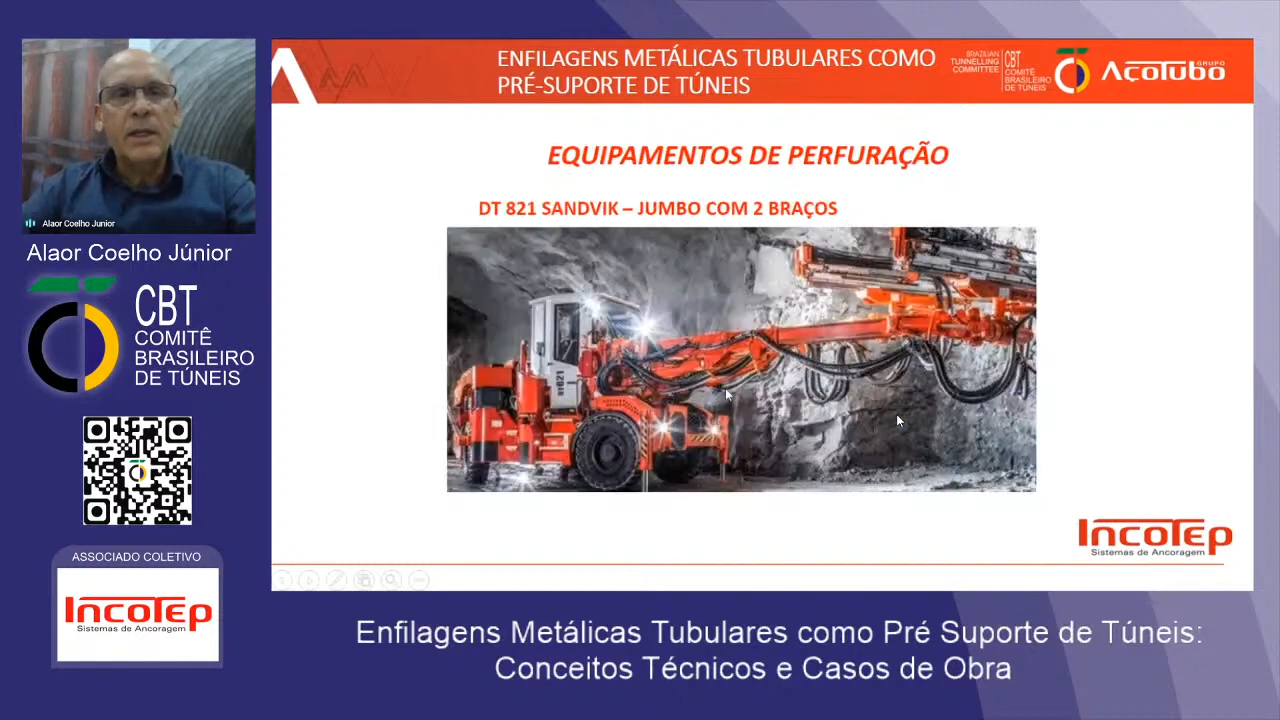 Alaor Coelho Junior
Alaor Coelho Júnior
CBT
COMITÊ
BRASILEIRO
DE TÚNEIS
ASSOCIADO COLETIVO
INCOTEP
Sistemas de Ancoragem
ENFILAGENS METÁLICAS TUBULARES COMO
PRÉ-SUPORTE DE TÚNEIS
BRAZILIAN
TUNNELLING
COMMITTEE
CBT
COMITÊ
BRASILEIRO
DE TÚNEIS
GRUPO
AÇOTUBO
EQUIPAMENTOS DE PERFURAÇÃO
DT 821 SANDVIK – JUMBO COM 2 BRAÇOS
INCOTEP
Sistemas de Ancoragem
Enfilagens Metálicas Tubulares como Pré Suporte de Túneis:
Conceitos Técnicos e Casos de Obra